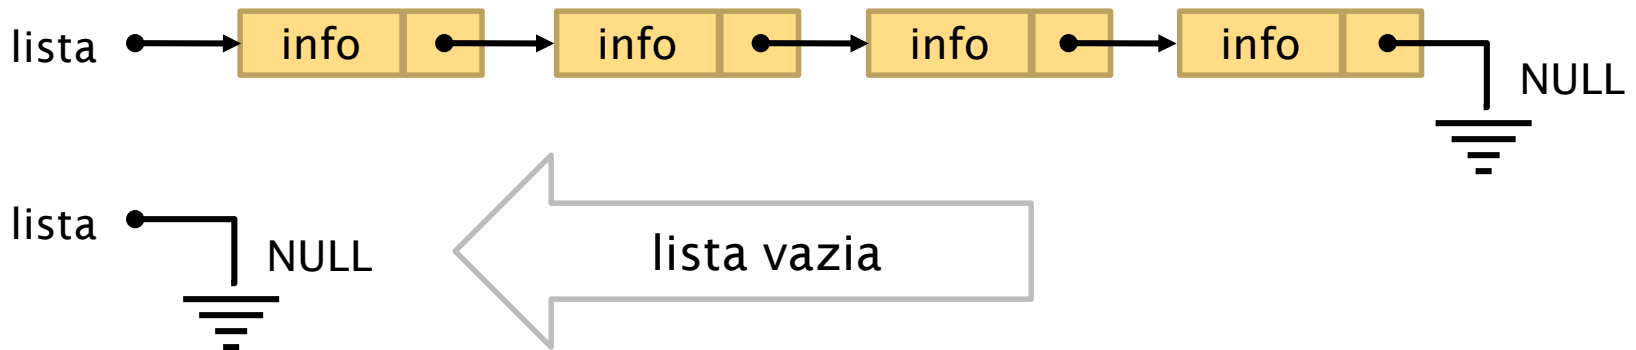 lista info info info info
NULL
lista
NULL
lista vazia